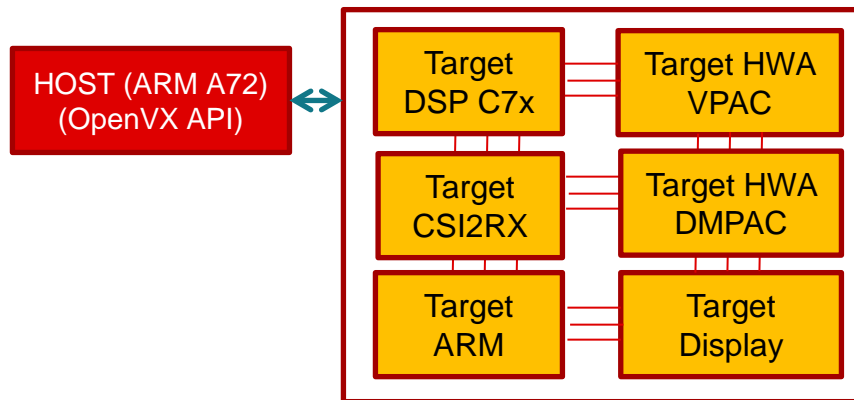 HOST (ARM A72)
(OpenVX API)
Target
DSP C7x
Target HWA
VPAC
Target
CSI2RX
Target HWA
DMPAC
Target
ARM
Target
Display